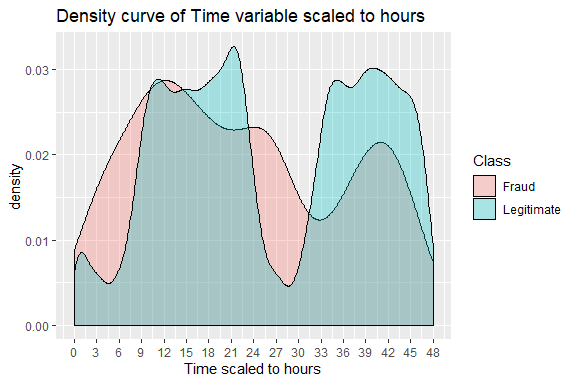 Density curve of Time variable scaled to hours
0.03
0.02
0.01
0.00
density
0 3 6 9 12 15 18 21 24 27 30 33 36 39 42 45 48
Time scaled to hours
Class
Fraud
Legitimate